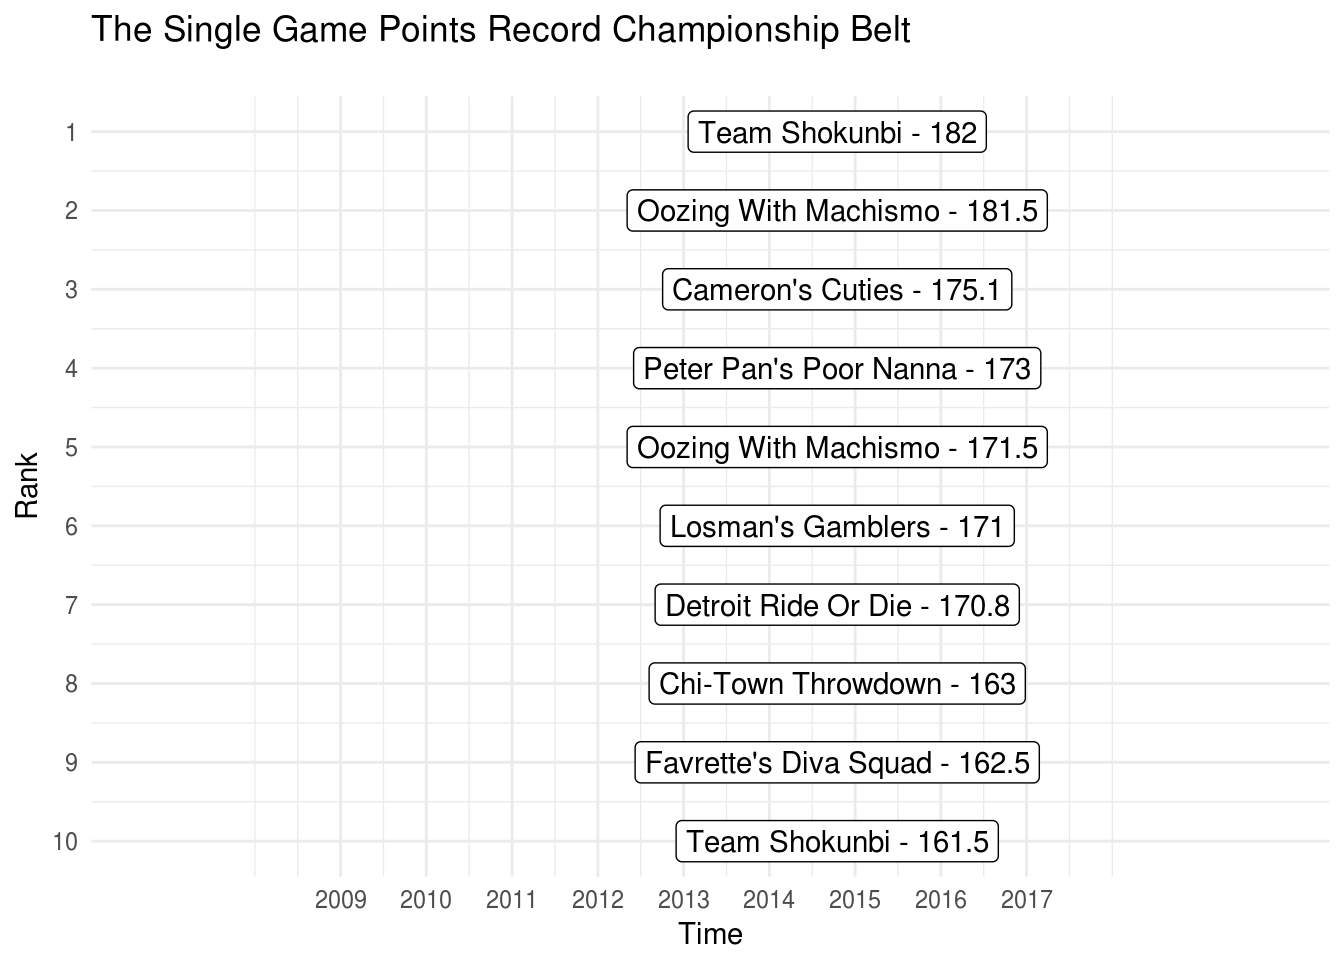 The Single Game Points Record Championship Belt
1
Team Shokunbi - 182
2
Oozing With Machismo - 181.5
3
Cameron's Cuties - 175.1
4
Peter Pan's Poor Nanna - 173
5
Oozing With Machismo - 171.5
Rank
6
Losman's Gamblers - 171
7
Detroit Ride Or Die - 170.8
8
Chi-Town Throwdown - 163
9
Favrette's Diva Squad - 162.5
10
Team Shokunbi - 161.5
2009 2010 2011 2012 2013 2014 2015 2016 2017
Time